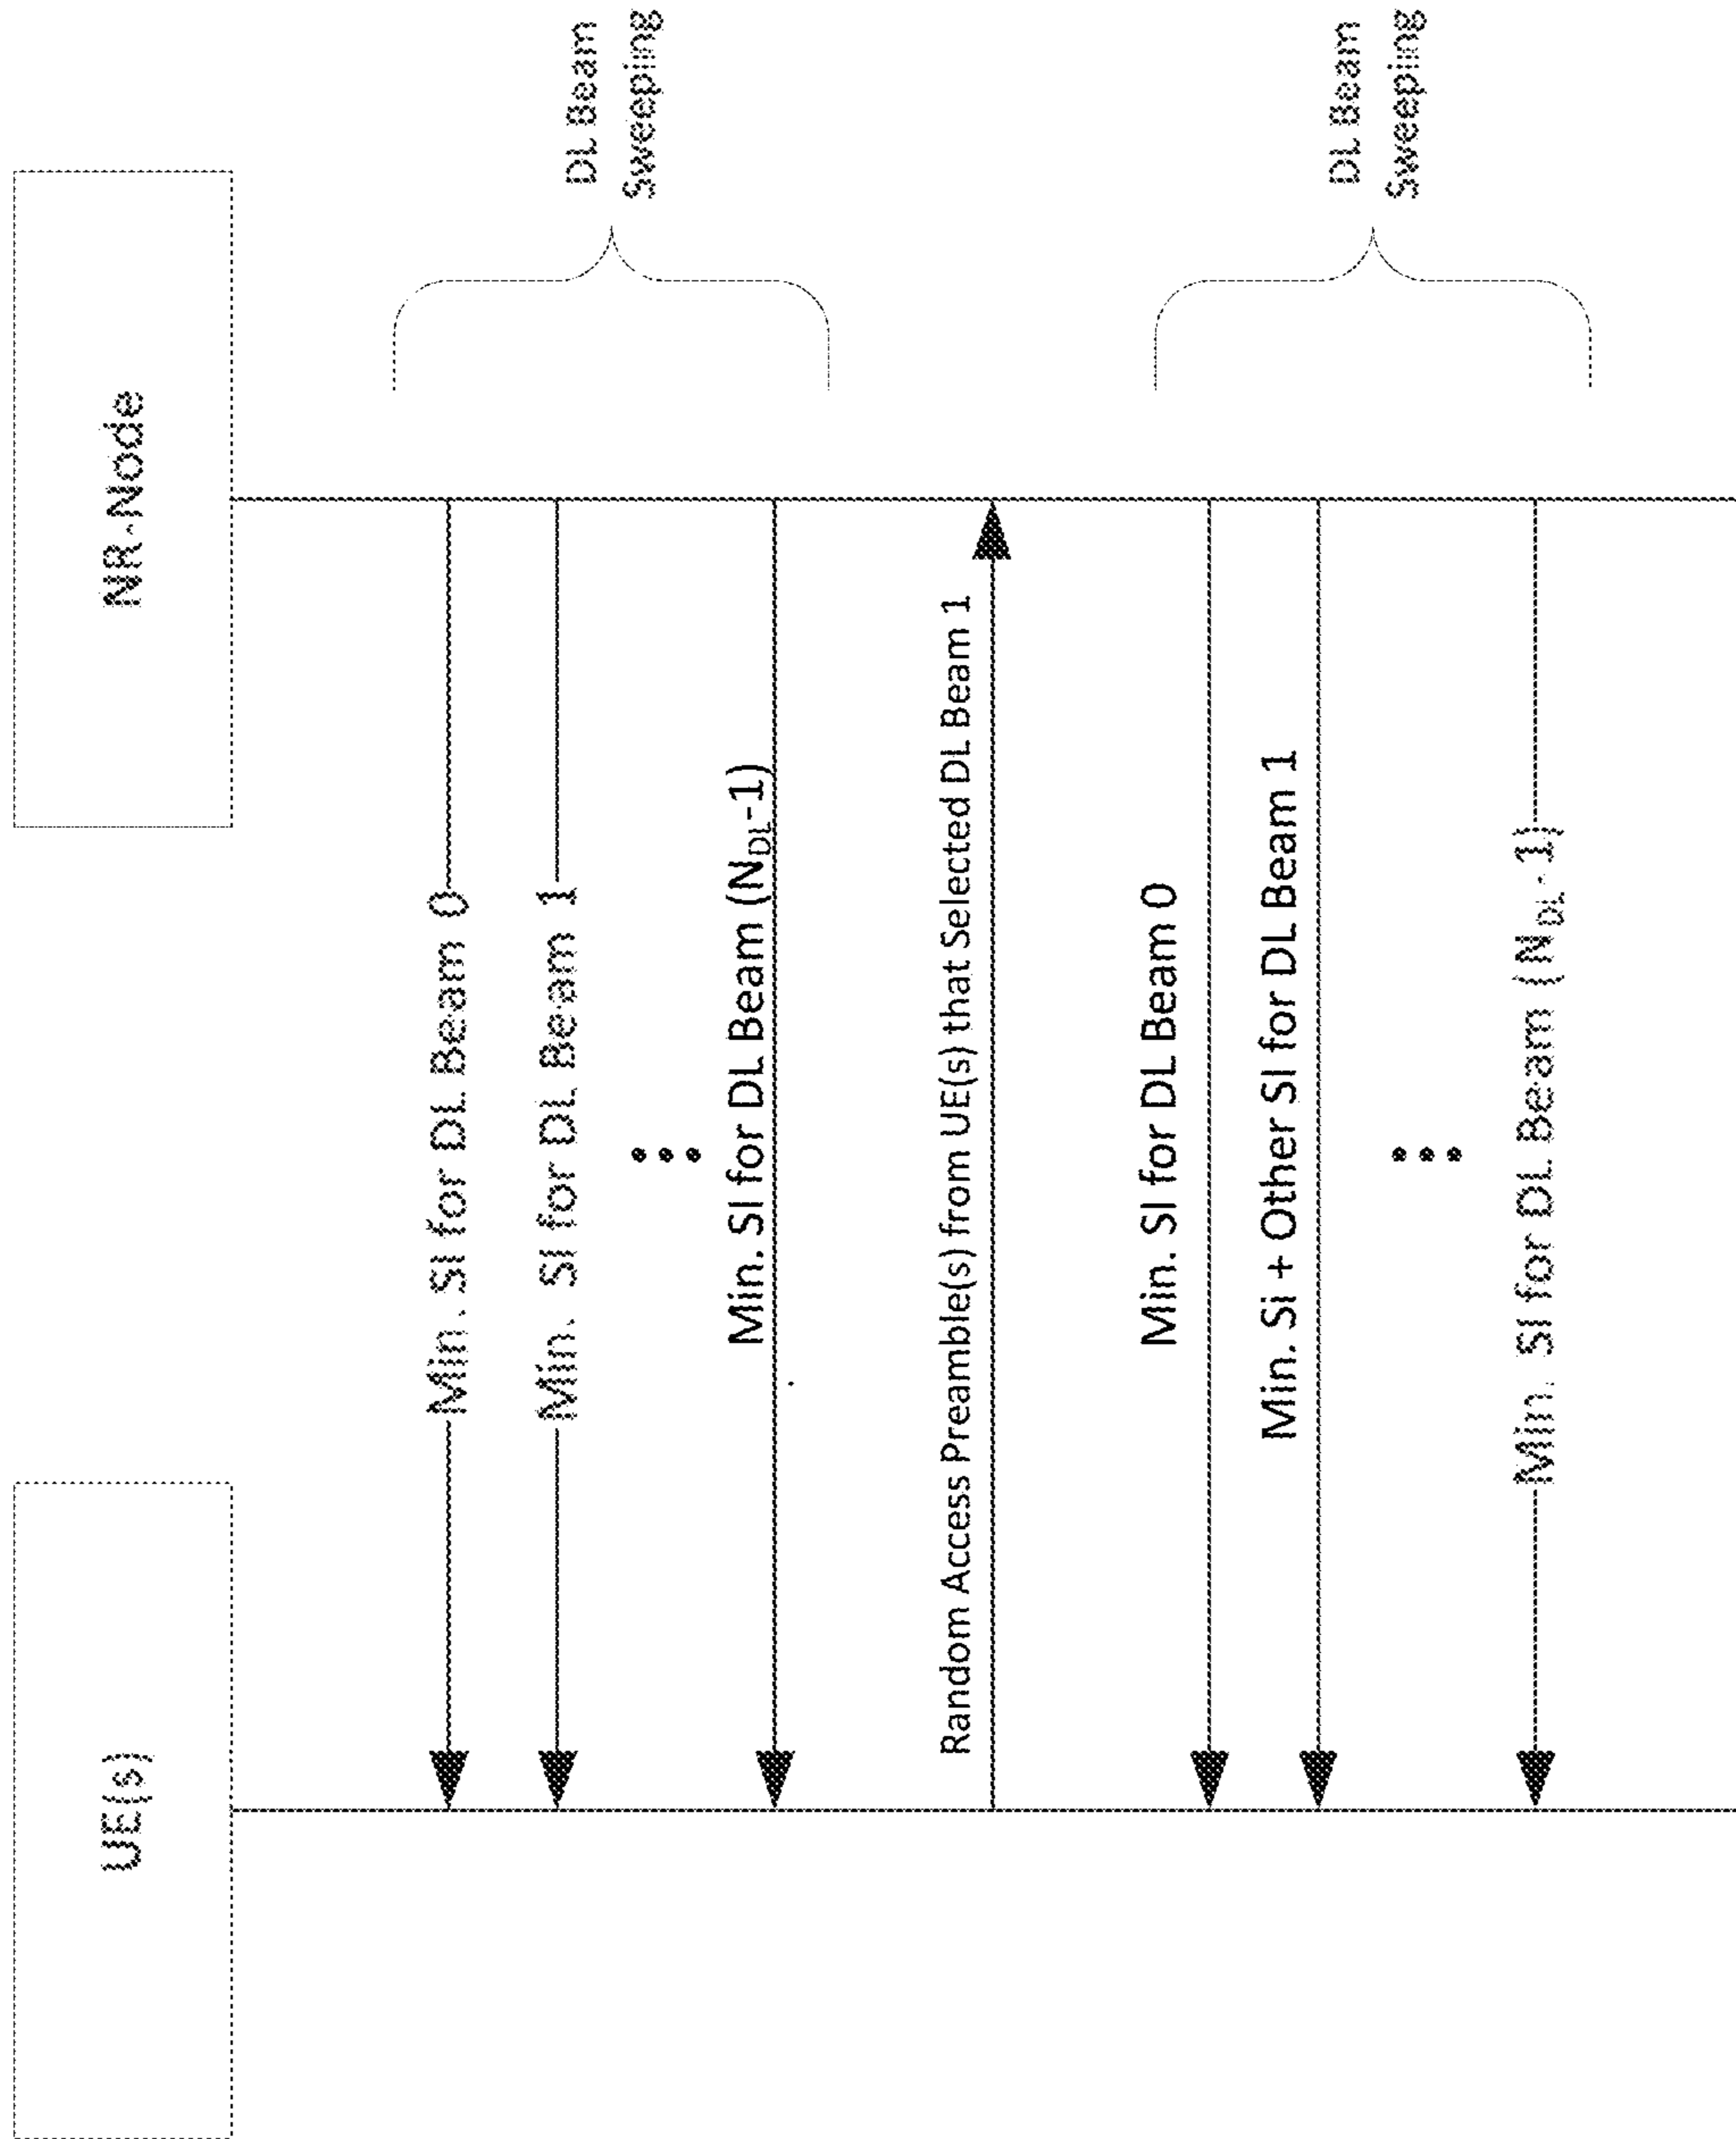 UE(s)
NR-Node
Min. SI for DL Beam 0
Min. SI for DL Beam 1
Min. SI for DL Beam (NDL-1)
DL Beam
Sweeping
Random Access Preamble(s) from UE(s) that Selected DL Beam 1
Min. SI for DL Beam 0
Min. Si + Other SI for DL Beam 1
Min. SI for DL Beam (NDL-1)
DL Beam
Sweeping